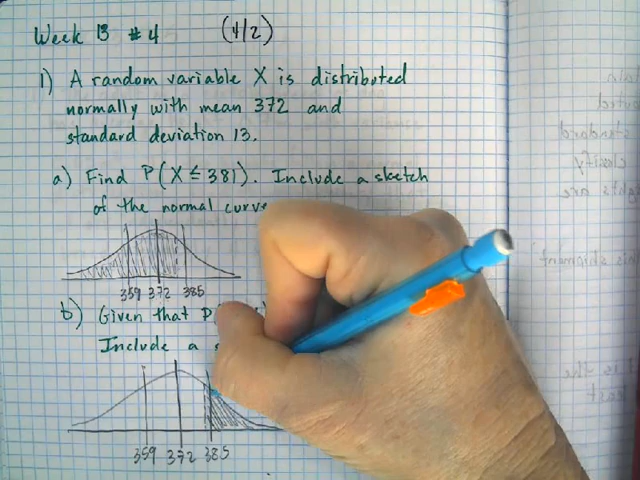 Week 13 #4 (4/2)
1) A random variable X is distributed
normally with mean 372 and
standard deviation 13.
a) Find P(X ≤ 381). Include a sketch
of the normal curve
359 372 385
b) Given that P(
Include a
359 372 385